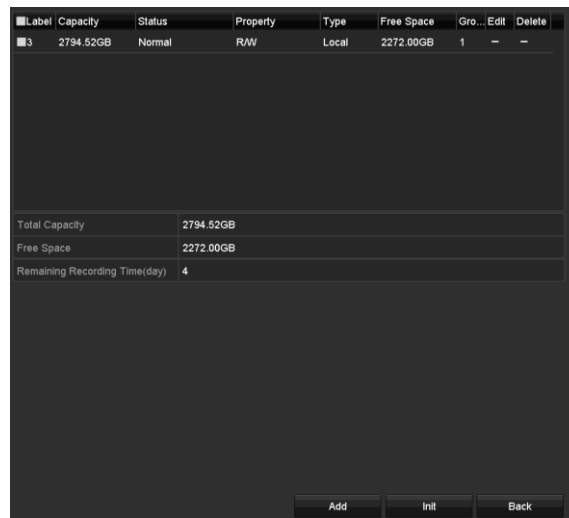 Label Capacity Status Property Type Free Space Gro... Edit Delete
3 2794.52GB Normal R/W Local 2272.00GB 1 – –
Total Capacity 2794.52GB
Free Space 2272.00GB
Remaining Recording Time(day) 4
Add Init Back